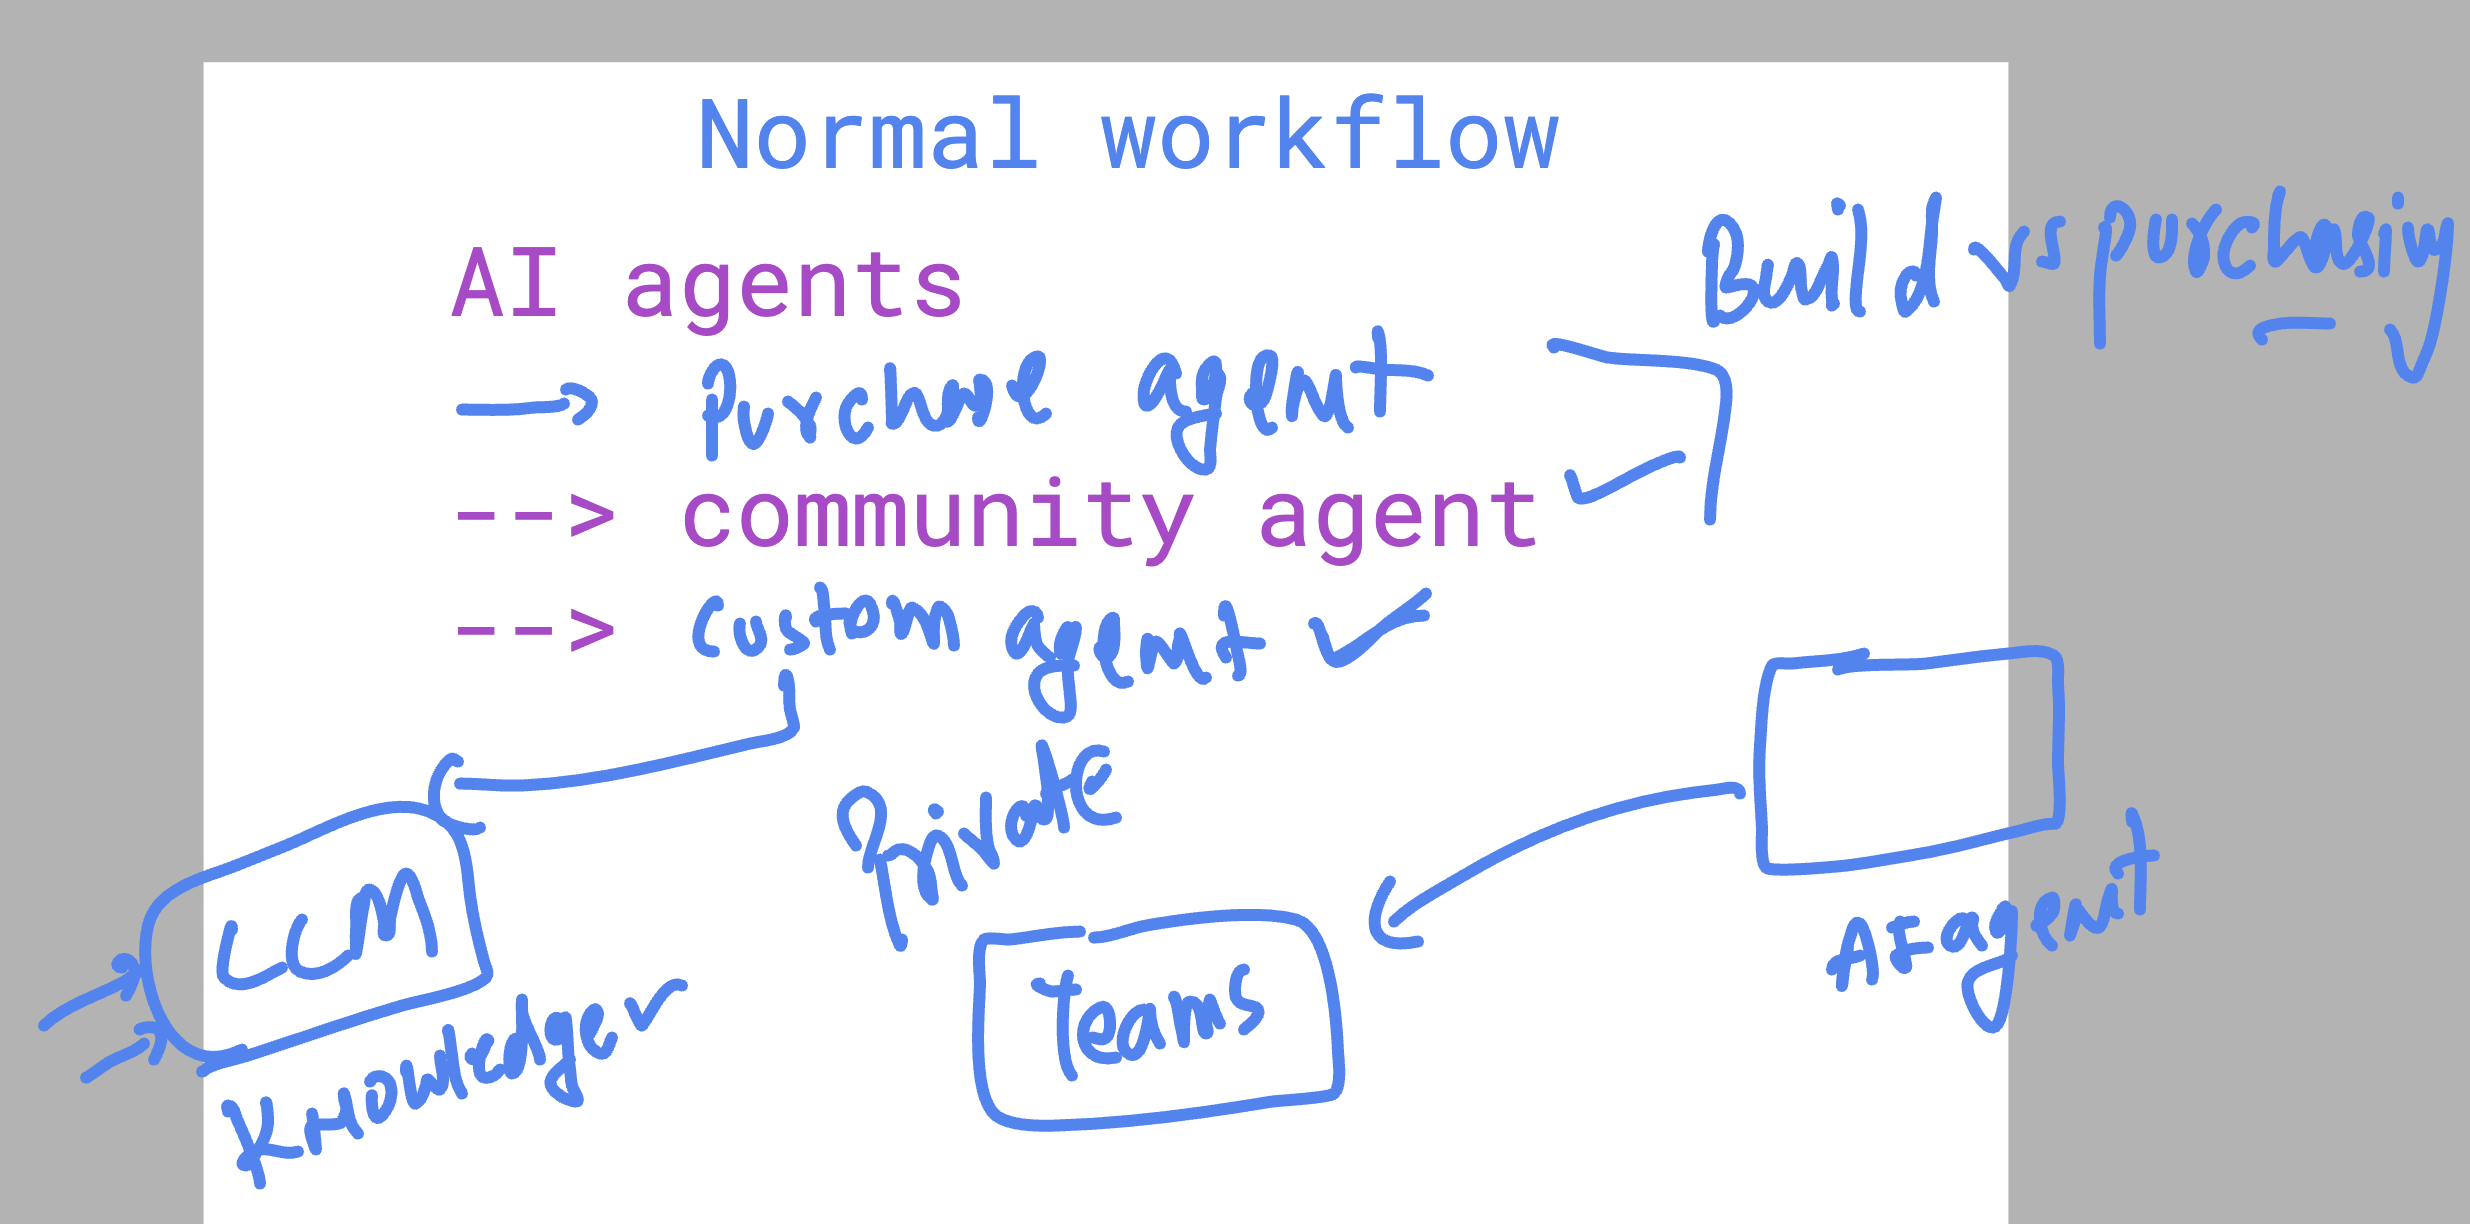 Normal workflow
Build vs purchasing
AI agents
Purchase agent
--> community agent
--> custom agent
Private
LLM
Knowledge
Teams
AI agent